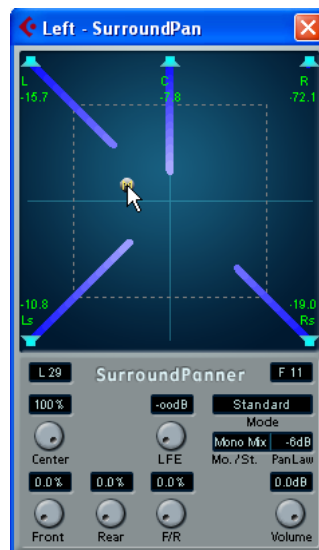 Left - SurroundPan
L C R
-15.7 -7.8 -72.1
-10.8 -19.0
Ls Rs
L 29 SurroundPanner F 11
100% -oodB Standard
Mode
Mono Mix -6dB
Center LFE Mo./St. PanLaw
0.0% 0.0% 0.0% 0.0dB
Front Rear F/R Volume